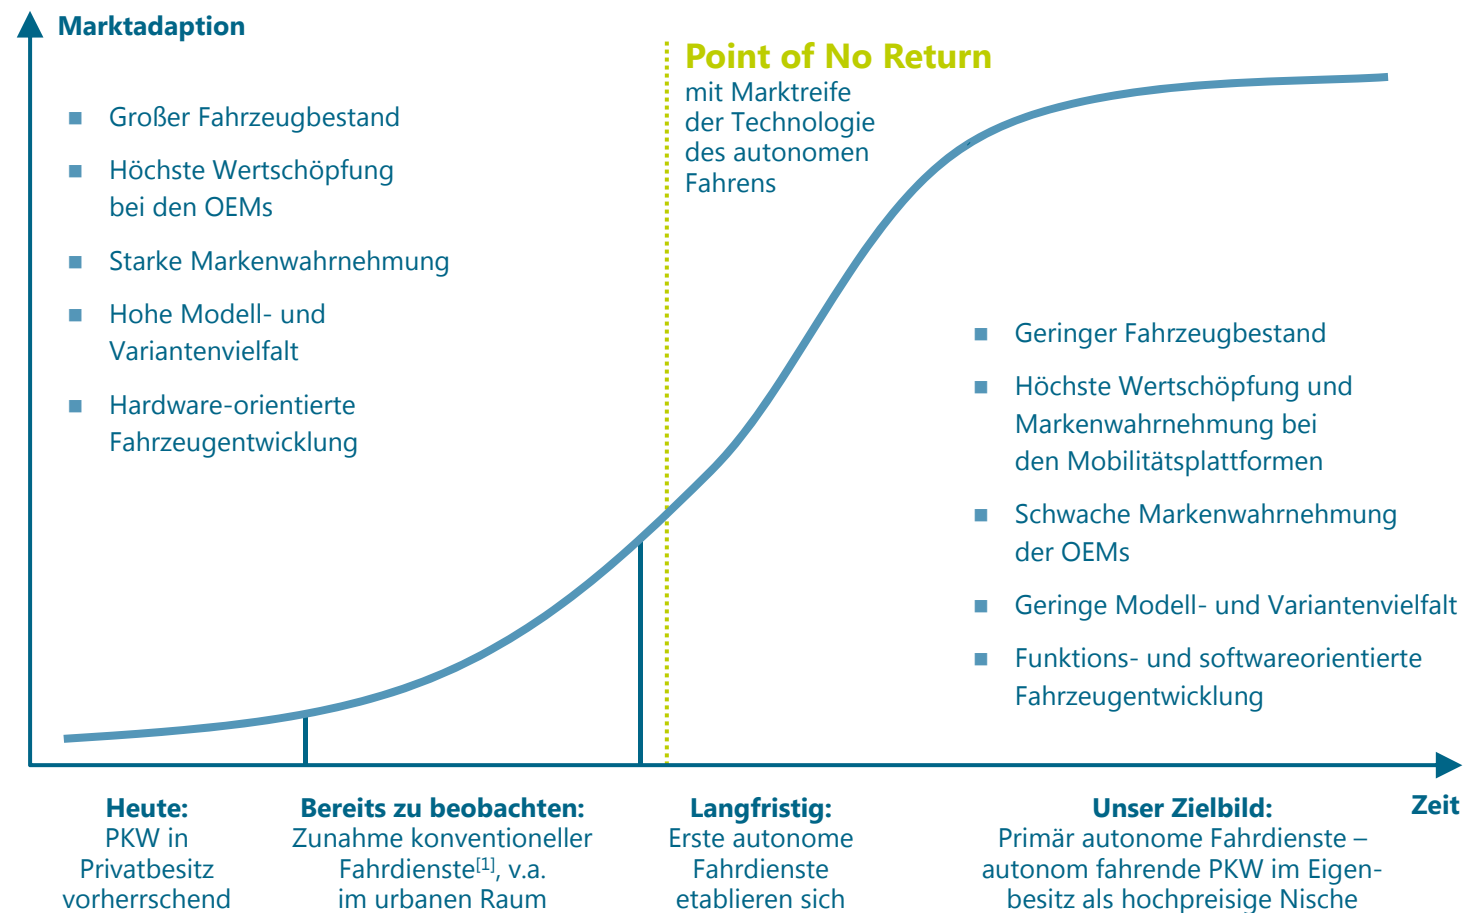 Marktadaption
Großer Fahrzeugbestand
Höchste Wertschöpfung
bei den OEMs
Starke Markenwahrnehmung
Hohe Modell- und
Variantenvielfalt
Hardware-orientierte
Fahrzeugentwicklung
Point of No Return
mit Marktreife
der Technologie
des autonomen
Fahrens
Geringer Fahrzeugbestand
Höchste Wertschöpfung und
Markenwahrnehmung bei
den Mobilitätsplattformen
Schwache Markenwahrnehmung
der OEMs
Geringe Modell- und Variantenvielfalt
Funktions- und softwareorientierte
Fahrzeugentwicklung
Zeit
Heute:
PKW in
Privatbesitz
vorherrschend
Bereits zu beobachten:
Zunahme konventioneller
Fahrdienste[1], v.a.
im urbanen Raum
Langfristig:
Erste autonome
Fahrdienste
etablieren sich
Unser Zielbild:
Primär autonome Fahrdienste –
autonom fahrende PKW im Eigen-
besitz als hochpreisige Nische